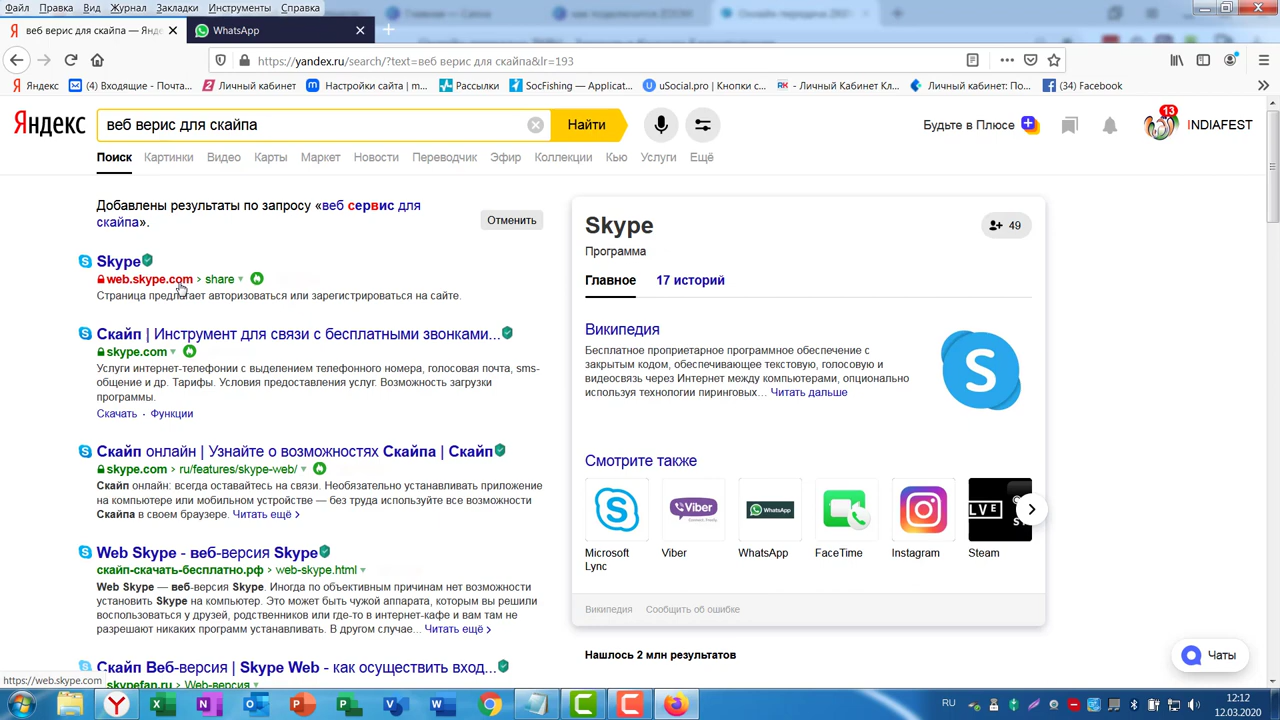 Файл Правка Вид Журнал Закладки Инструменты Справка
веб верис для скайпа — Янде
WhatsApp
https://yandex.ru/search/?text=веб верис для скайпа&lr=193
Яндекс
(4) Входящие - Почта...
Личный кабинет
Настройки сайта | m...
Рассылки
SocFishing — Applicat...
uSocial.pro | Кнопки с...
- Личный Кабинет Кл...
Личный кабинет: По...
(34) Facebook
Яндекс
веб верис для скайпа
Найти
Будьте в Плюсе
13
INDIAFEST
Поиск Картинки Видео Карты Маркет Новости Переводчик Эфир Коллекции Кью Услуги Ещё
Добавлены результаты по запросу «веб сервис для
скайпа».
Отменить
Skype
web.skype.com › share
Страница предлагает авторизоваться или зарегистрироваться на сайте.
Скайп | Инструмент для связи с бесплатными звонками...
skype.com
Услуги интернет-телефонии с выделением телефонного номера, голосовая почта, sms-
общение и др. Тарифы. Условия предоставления услуг. Возможность загрузки
программы.
Скачать · Функции
Скайп онлайн | Узнайте о возможностях Скайпа | Скайп
skype.com › ru/features/skype-web/
Скайп онлайн: всегда оставайтесь на связи. Необязательно устанавливать приложение
на компьютере или мобильном устройстве — без труда используйте все возможности
Скайпа в своем браузере. Читать ещё ›
Web Skype - веб-версия Skype
скайп-скачать-бесплатно.рф › web-skype.html
Web Skype — веб-версия Skype. Иногда по объективным причинам нет возможности
установить Skype на компьютер. Это может быть чужой аппарата, которым вы решили
воспользоваться у друзей, родственников или где-то в интернет-кафе и вам там не
разрешают никаких программ устанавливать. В другом случае... Читать ещё ›
Скайп Веб-версия | Skype Web - как осуществить вход...
skypefan.ru › Web-версия
Skype
49
Программа
Главное 17 историй
Википедия
Бесплатное проприетарное программное обеспечение с
закрытым кодом, обеспечивающее текстовую, голосовую и
видеосвязь через Интернет между компьютерами, опционально
используя технологии пиринговых... Читать дальше
Смотрите также
Microsoft
Lync
Viber
WhatsApp
FaceTime
Instagram
Steam
Википедия Сообщить об ошибке
Нашлось 2 млн результатов
Чаты
https://web.skype.com
RU
12:12
12.03.2020